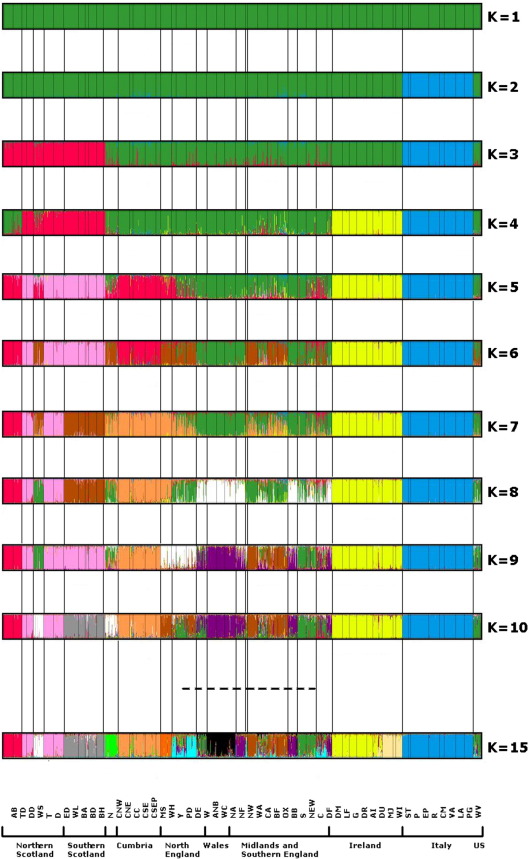 K=1
K=2
K=3
K=4
K=5
K=6
K=7
K=8
K=9
K=10
K=15
AB TD DD WS T D ED WL BA BD BH N CNW CNE CC CSE CSEP MS WH Y PD DE W ANB WC NA NF NW WA CA BF OX BB S NEW C DF DM LF G DR AI DU MJ WI ST P EP R CM VA LA PG WV
Northern Scotland Southern Scotland Cumbria North England Wales Midlands and Southern England Ireland Italy US